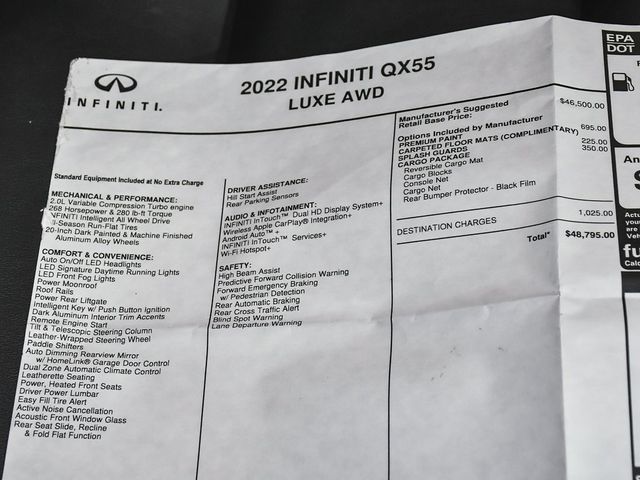 INFINITI.
2022 INFINITI QX55
LUXE AWD
Standard Equipment Included at No Extra Charge
MECHANICAL & PERFORMANCE:
2.0L Variable Compression Turbo engine
268 Horsepower & 280 lb-ft Torque
INFINITI Intelligent All Wheel Drive
-Season Run-Flat Tires
20-Inch Dark Painted & Machine Finished
Aluminum Alloy Wheels
COMFORT & CONVENIENCE:
Auto On/Off LED Headlights
LED Signature Daytime Running Lights
LED Front Fog Lights
Power Moonroof
Roof Rails
Power Rear Liftgate
Intelligent Key w/ Push Button Ignition
Dark Aluminum Interior Trim Accents
Remote Engine Start
Tilt & Telescopic Steering Column
Leather-Wrapped Steering Wheel
Paddle Shifters
Auto Dimming Rearview Mirror
w/ HomeLink® Garage Door Control
Dual Zone Automatic Climate Control
Leatherette Seating
Power, Heated Front Seats
Driver Power Lumbar
Easy Fill Tire Alert
Active Noise Cancellation
Acoustic Front Window Glass
Rear Seat Slide, Recline
& Fold Flat Function
DRIVER ASSISTANCE:
Hill Start Assist
Rear Parking Sensors
AUDIO & INFOTAINMENT:
INFINITI InTouch™ Dual HD Display System+
Wireless Apple CarPlay® Integration+
Android Auto™ +
INFINITI InTouch™ Services+
Wi-Fi Hotspot+
SAFETY:
High Beam Assist
Predictive Forward Collision Warning
Forward Emergency Braking
w/ Pedestrian Detection
Rear Automatic Braking
Rear Cross Traffic Alert
Blind Spot Warning
Lane Departure Warning
Manufacturer's Suggested
Retail Base Price: $46,500.00
Options Included by Manufacturer
PREMIUM PAINT 695.00
CARPETED FLOOR MATS (COMPLIMENTARY)
SPLASH GUARDS 225.00
CARGO PACKAGE 350.00
Reversible Cargo Mat
Cargo Blocks
Console Net
Cargo Net
Rear Bumper Protector - Black Film
DESTINATION CHARGES 1,025.00
Total* $48,795.00
EPA
DOT
An
$
Actu
your
are
Vehi
fu
Calc